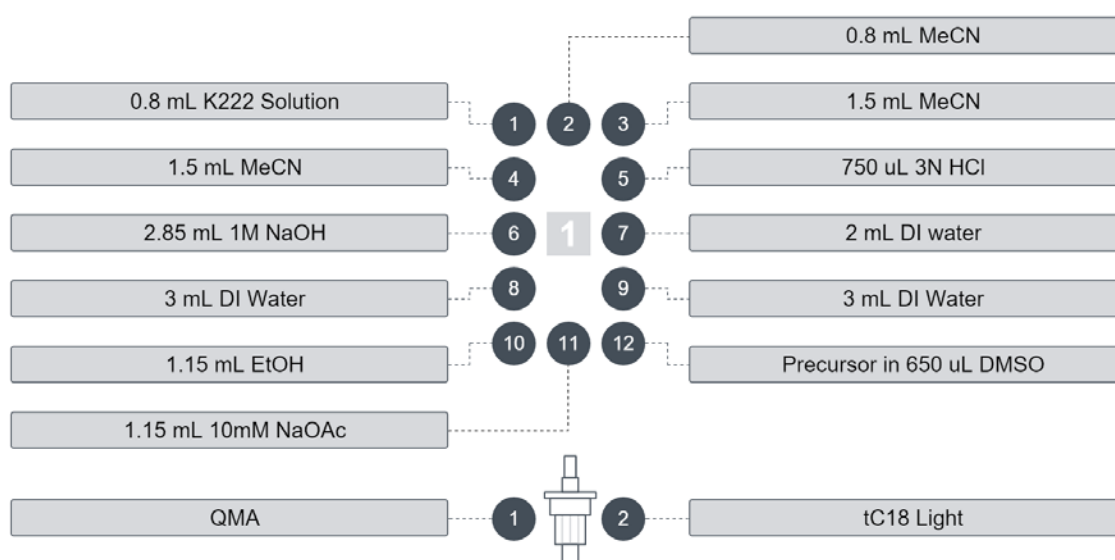 0.8 mL MeCN
0.8 mL K222 Solution
1
2
3
1.5 mL MeCN
1.5 mL MeCN
4
5
750 uL 3N HCl
2.85 mL 1M NaOH
6
1
7
2 mL DI water
3 mL DI Water
8
9
3 mL DI Water
1.15 mL EtOH
10
11
12
Precursor in 650 uL DMSO
1.15 mL 10mM NaOAc
QMA
1
2
tC18 Light